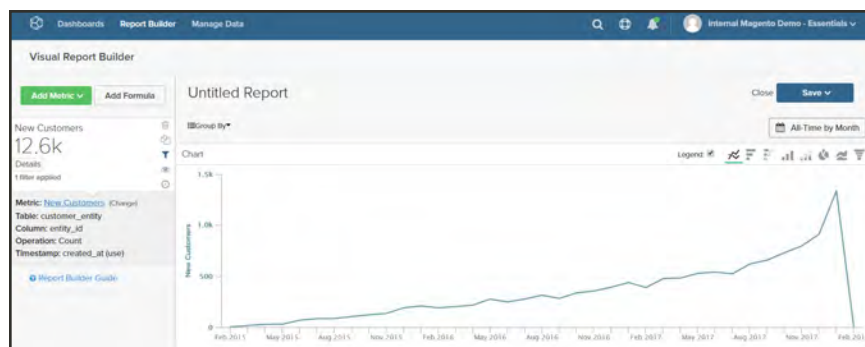 Dashboards Report Builder Manage Data Internal Magento Demo - Essentials
Visual Report Builder
Add Metric Add Formula
Untitled Report
Close Save
New Customers
12.6k
Details
1 filter applied
Group By
All-Time by Month
Chart
Legend:
Metric: New Customers (Change)
Table: customer_entity
Column: entity_id
Operation: Count
Timestamp: created_at (use)
Report Builder Guide
New Customers
1.5k
1.0k
500
0
Feb 2015 May 2015 Aug 2015 Nov 2015 Feb 2016 May 2016 Aug 2016 Nov 2016 Feb 2017 May 2017 Aug 2017 Nov 2017